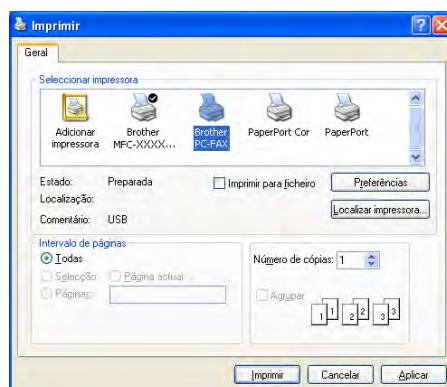 Imprimir
Geral
Seleccionar impressora
Adicionar impressora
Brother MFC-XXXX...
Brother PC-FAX
PaperPort Cor
PaperPort
Estado: Preparada
Imprimir para ficheiro
Preferências
Localização:
Localizar impressora...
Comentário: USB
Intervalo de páginas
Todas
Selecção Página actual
Páginas:
Número de cópias: 1
Agrupar
1 1 2 2 3 3
Imprimir Cancelar Aplicar